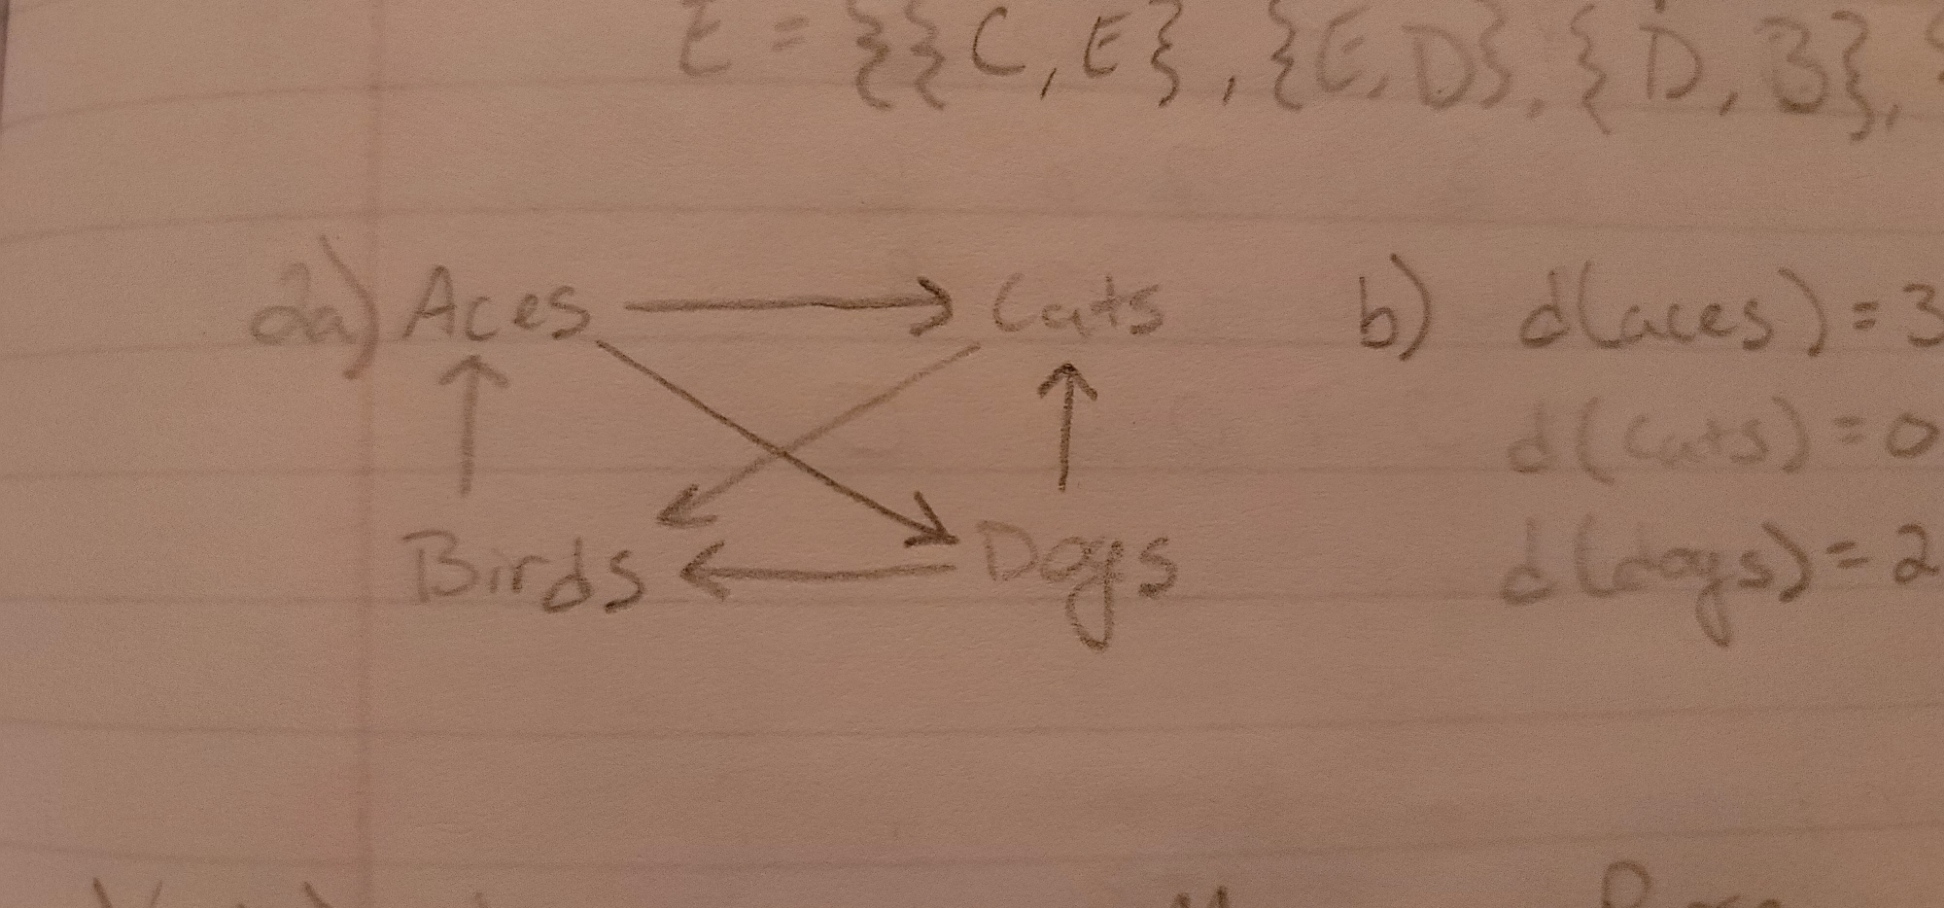 E = {{C, E}, {E, D}, {D, B}, {
2a) Aces Cats
Birds Dogs
b) d(aces) = 3
d(Cats) = 0
d(dogs) = 2